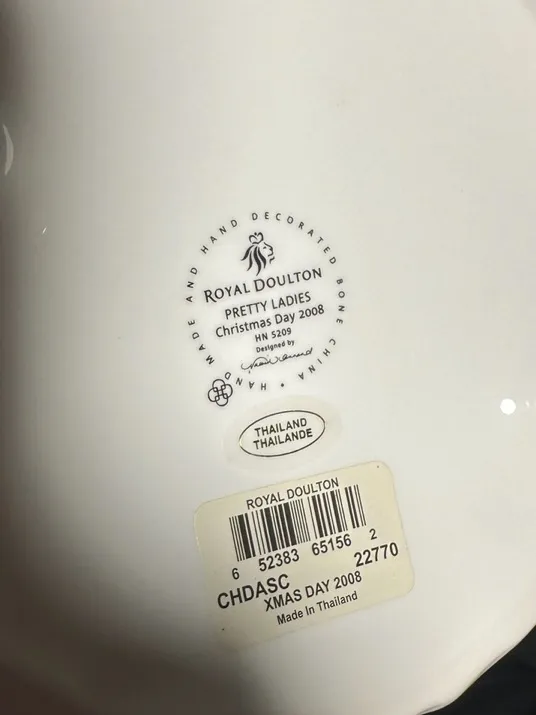 HAND MADE AND HAND DECORATED BONE CHINA •
ROYAL DOULTON
PRETTY LADIES
Christmas Day 2008
HN 5209
Designed by
THAILAND
THAILANDE
ROYAL DOULTON
6 52383 65156 2
CHDASC 22770
XMAS DAY 2008
Made In Thailand